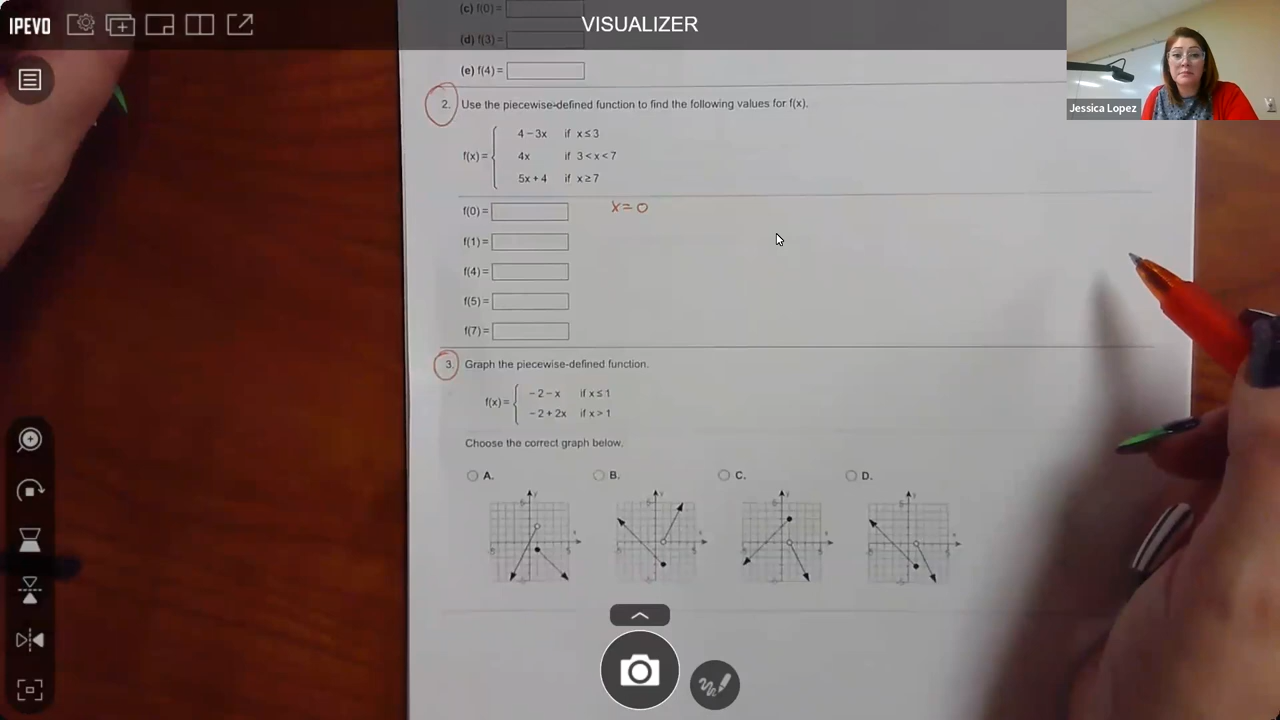 IPEVO
VISUALIZER
Jessica Lopez
(c) f(0) =
(d) f(3) =
(e) f(4) =
2. Use the piecewise-defined function to find the following values for f(x).
4 − 3x if x ≤ 3
f(x) = 4x if 3 < x < 7
5x + 4 if x ≥ 7
f(0) = x = 0
f(1) =
f(4) =
f(5) =
f(7) =
3. Graph the piecewise-defined function.
f(x) = − 2 − x if x ≤ 1
− 2 + 2x if x > 1
Choose the correct graph below.
A. B. C. D.